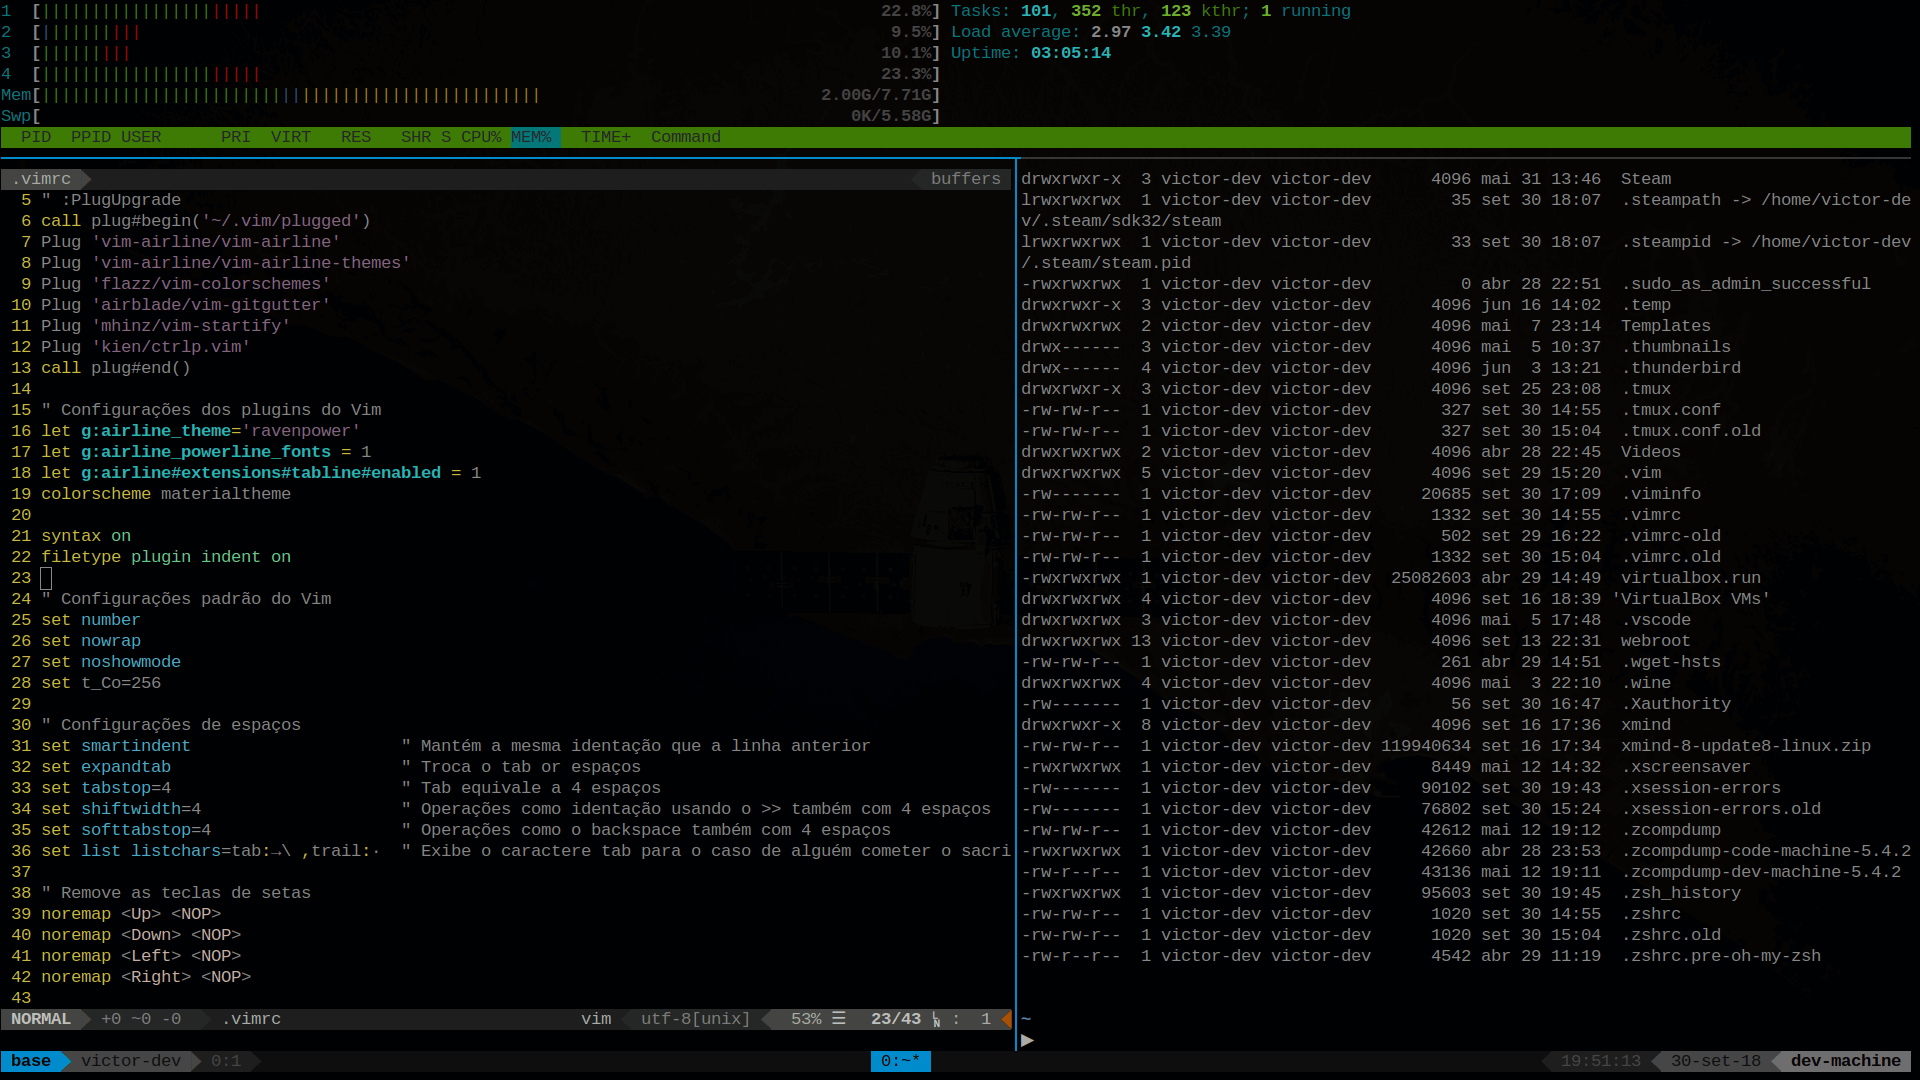 1  [||||||||||||||||||||||                                                              22.8%]
2  [||||||||||                                                                           9.5%]
3  [|||||||||                                                                           10.1%]
4  [||||||||||||||||||||||                                                              23.3%]
Mem[||||||||||||||||||||||||||||||||||||||||||||||||||                            2.00G/7.71G]
Swp[                                                                                 0K/5.58G]
Tasks: 101, 352 thr, 123 kthr; 1 running
Load average: 2.97 3.42 3.39
Uptime: 03:05:14
PID  PPID USER      PRI  VIRT   RES   SHR S CPU% MEM%   TIME+  Command
.vimrc buffers
5 " :PlugUpgrade
6 call plug#begin('~/.vim/plugged')
7 Plug 'vim-airline/vim-airline'
8 Plug 'vim-airline/vim-airline-themes'
9 Plug 'flazz/vim-colorschemes'
10 Plug 'airblade/vim-gitgutter'
11 Plug 'mhinz/vim-startify'
12 Plug 'kien/ctrlp.vim'
13 call plug#end()
14
15 " Configurações dos plugins do Vim
16 let g:airline_theme='ravenpower'
17 let g:airline_powerline_fonts = 1
18 let g:airline#extensions#tabline#enabled = 1
19 colorscheme materialtheme
20
21 syntax on
22 filetype plugin indent on
23
24 " Configurações padrão do Vim
25 set number
26 set nowrap
27 set noshowmode
28 set t_Co=256
29
30 " Configurações de espaços
31 set smartindent                     " Mantém a mesma identação que a linha anterior
32 set expandtab                       " Troca o tab or espaços
33 set tabstop=4                       " Tab equivale a 4 espaços
34 set shiftwidth=4                    " Operações como identação usando o >> também com 4 espaços
35 set softtabstop=4                   " Operações como o backspace também com 4 espaços
36 set list listchars=tab:→\ ,trail:·  " Exibe o caractere tab para o caso de alguém cometer o sacri
37
38 " Remove as teclas de setas
39 noremap <Up> <NOP>
40 noremap <Down> <NOP>
41 noremap <Left> <NOP>
42 noremap <Right> <NOP>
43
NORMAL +0 ~0 -0 .vimrc vim utf-8[unix] 53% ☰ 23/43 ␤ : 1
drwxrwxr-x  3 victor-dev victor-dev      4096 mai 31 13:46  Steam
lrwxrwxrwx  1 victor-dev victor-dev        35 set 30 18:07  .steampath -> /home/victor-de
v/.steam/sdk32/steam
lrwxrwxrwx  1 victor-dev victor-dev        33 set 30 18:07  .steampid -> /home/victor-dev
/.steam/steam.pid
-rwxrwxrwx  1 victor-dev victor-dev         0 abr 28 22:51  .sudo_as_admin_successful
drwxrwxr-x  3 victor-dev victor-dev      4096 jun 16 14:02  .temp
drwxrwxrwx  2 victor-dev victor-dev      4096 mai  7 23:14  Templates
drwx------  3 victor-dev victor-dev      4096 mai  5 10:37  .thumbnails
drwx------  4 victor-dev victor-dev      4096 jun  3 13:21  .thunderbird
drwxrwxr-x  3 victor-dev victor-dev      4096 set 25 23:08  .tmux
-rw-rw-r--  1 victor-dev victor-dev       327 set 30 14:55  .tmux.conf
-rw-rw-r--  1 victor-dev victor-dev       327 set 30 15:04  .tmux.conf.old
drwxrwxrwx  2 victor-dev victor-dev      4096 abr 28 22:45  Videos
drwxrwxrwx  5 victor-dev victor-dev      4096 set 29 15:20  .vim
-rw-------  1 victor-dev victor-dev     20685 set 30 17:09  .viminfo
-rw-rw-r--  1 victor-dev victor-dev      1332 set 30 14:55  .vimrc
-rw-rw-r--  1 victor-dev victor-dev       502 set 29 16:22  .vimrc-old
-rw-rw-r--  1 victor-dev victor-dev      1332 set 30 15:04  .vimrc.old
-rwxrwxrwx  1 victor-dev victor-dev  25082603 abr 29 14:49  virtualbox.run
drwxrwxrwx  4 victor-dev victor-dev      4096 set 16 18:39 'VirtualBox VMs'
drwxrwxrwx  3 victor-dev victor-dev      4096 mai  5 17:48  .vscode
drwxrwxrwx 13 victor-dev victor-dev      4096 set 13 22:31  webroot
-rw-rw-r--  1 victor-dev victor-dev       261 abr 29 14:51  .wget-hsts
drwxrwxrwx  4 victor-dev victor-dev      4096 mai  3 22:10  .wine
-rw-------  1 victor-dev victor-dev        56 set 30 16:47  .Xauthority
drwxrwxr-x  8 victor-dev victor-dev      4096 set 16 17:36  xmind
-rw-rw-r--  1 victor-dev victor-dev 119940634 set 16 17:34  xmind-8-update8-linux.zip
-rwxrwxrwx  1 victor-dev victor-dev      8449 mai 12 14:32  .xscreensaver
-rw-------  1 victor-dev victor-dev     90102 set 30 19:43  .xsession-errors
-rw-------  1 victor-dev victor-dev     76802 set 30 15:24  .xsession-errors.old
-rw-rw-r--  1 victor-dev victor-dev     42612 mai 12 19:12  .zcompdump
-rwxrwxrwx  1 victor-dev victor-dev     42660 abr 28 23:53  .zcompdump-code-machine-5.4.2
-rw-r--r--  1 victor-dev victor-dev     43136 mai 12 19:11  .zcompdump-dev-machine-5.4.2
-rwxrwxrwx  1 victor-dev victor-dev     95603 set 30 19:45  .zsh_history
-rw-rw-r--  1 victor-dev victor-dev      1020 set 30 14:55  .zshrc
-rw-rw-r--  1 victor-dev victor-dev      1020 set 30 15:04  .zshrc.old
-rw-r--r--  1 victor-dev victor-dev      4542 abr 29 11:19  .zshrc.pre-oh-my-zsh
~
▶
base victor-dev 0:1 0:~* 19:51:13 30-set-18 dev-machine